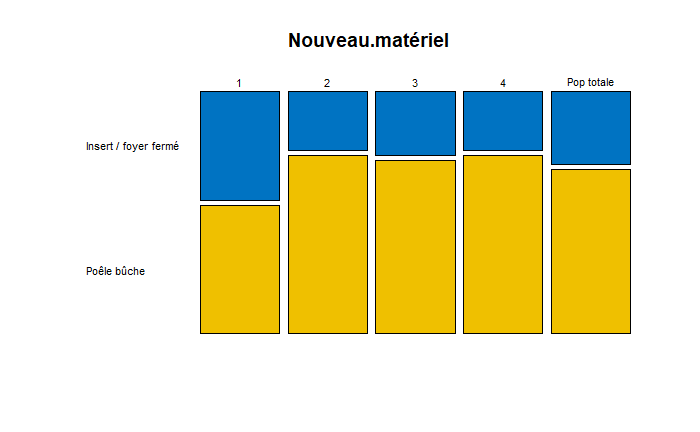 Nouveau.matériel
1 2 3 4 Pop totale
Insert / foyer fermé
Poêle bûche